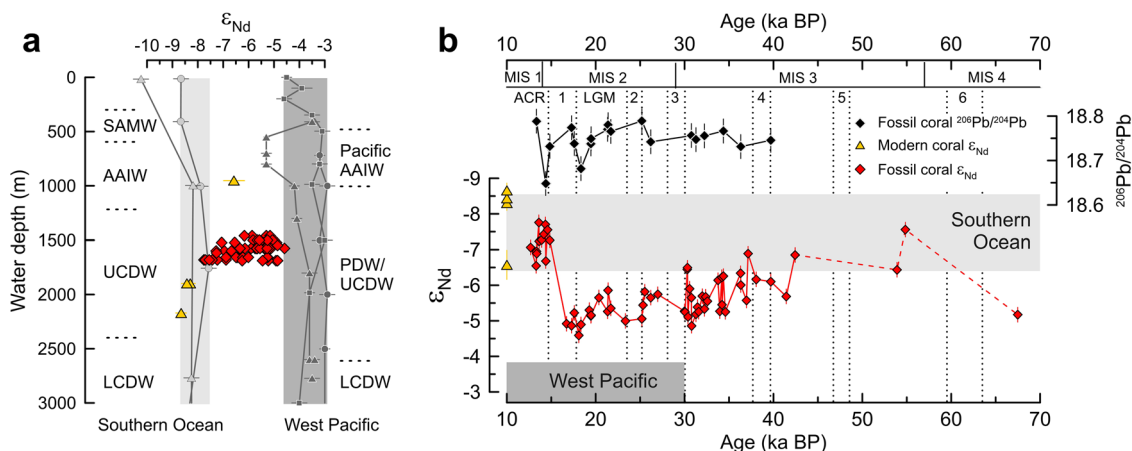 a
εNd
-10 -9 -8 -7 -6 -5 -4 -3
Water depth (m)
0
500
1000
1500
2000
2500
3000
SAMW
AAIW
UCDW
LCDW
Pacific
AAIW
PDW/
UCDW
LCDW
Southern Ocean
West Pacific
b
Age (ka BP)
10 20 30 40 50 60 70
MIS 1 MIS 2 MIS 3 MIS 4
ACR 1 LGM 2 3 4 5 6
Fossil coral ²⁰⁶Pb/²⁰⁴Pb
Modern coral εNd
Fossil coral εNd
18.8
18.7
18.6
²⁰⁶Pb/²⁰⁴Pb
εNd
-9
-8
-7
-6
-5
-4
-3
Southern
Ocean
West Pacific
10 20 30 40 50 60 70
Age (ka BP)